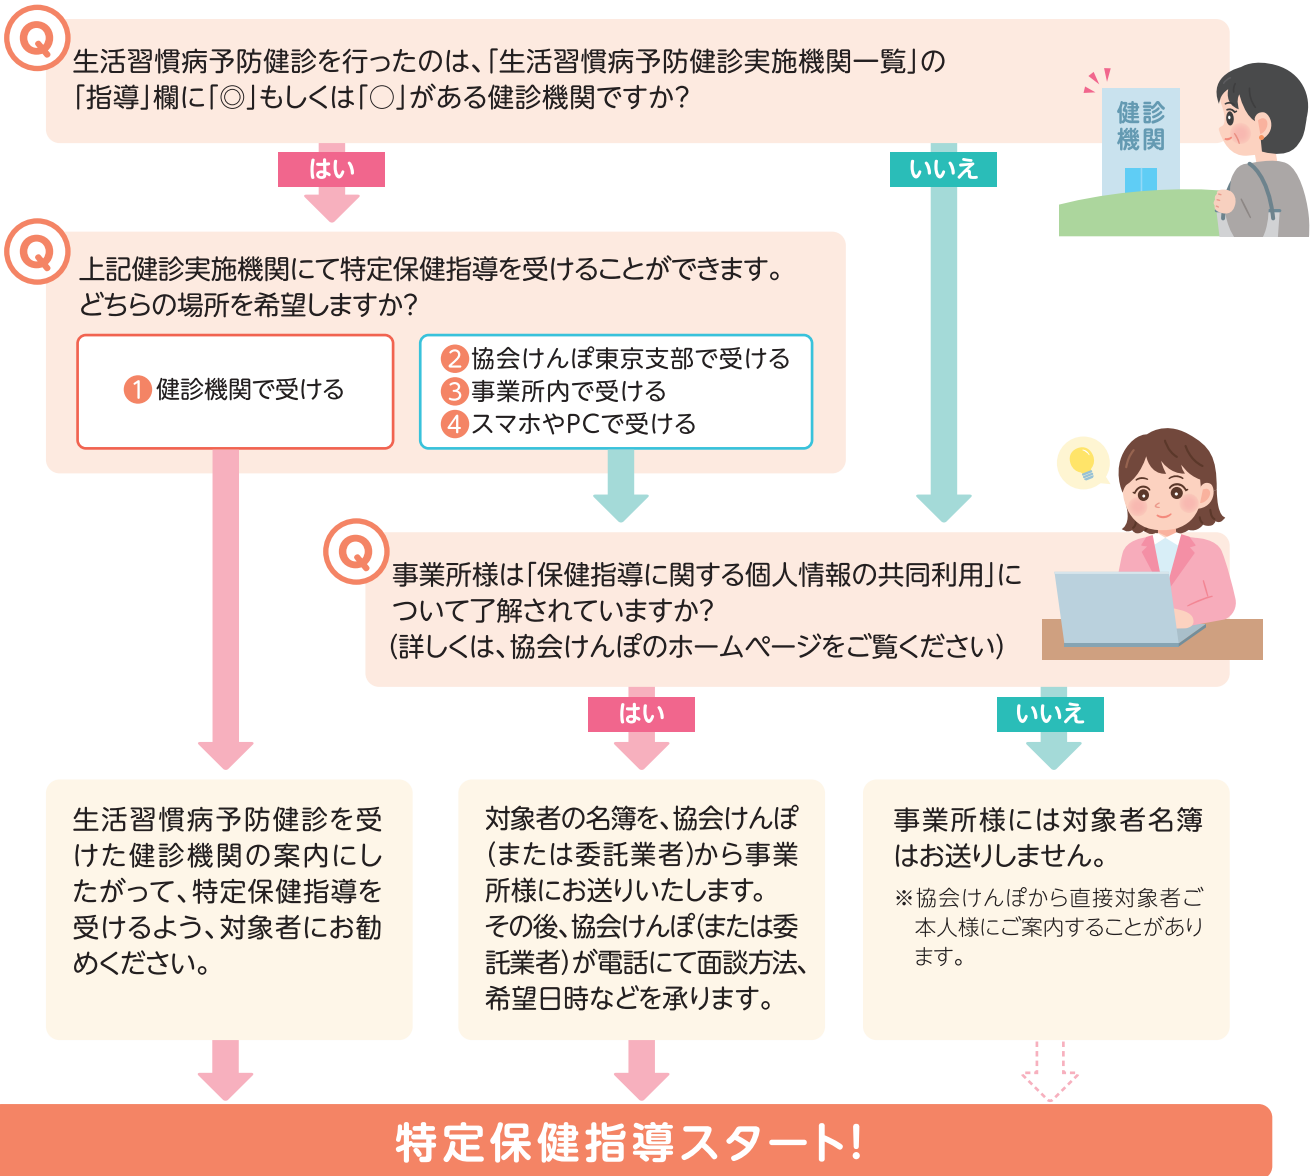 Q
生活習慣病予防健診を行ったのは、「生活習慣病予防健診実施機関一覧」の
「指導」欄に「◎」もしくは「○」がある健診機関ですか?
健診
機関
はい
いいえ
Q
上記健診実施機関にて特定保健指導を受けることができます。
どちらの場所を希望しますか?
1 健診機関で受ける
2 協会けんぽ東京支部で受ける
3 事業所内で受ける
4 スマホやPCで受ける
Q
事業所様は「保健指導に関する個人情報の共同利用」に
ついて了解されていますか?
(詳しくは、協会けんぽのホームページをご覧ください)
はい
いいえ
生活習慣病予防健診を受
けた健診機関の案内にし
たがって、特定保健指導を
受けるよう、対象者にお勧
めください。
対象者の名簿を、協会けんぽ
(または委託業者)から事業
所様にお送りいたします。
その後、協会けんぽ(または委
託業者)が電話にて面談方法、
希望日時などを承ります。
事業所様には対象者名簿
はお送りしません。
※協会けんぽから直接対象者ご
本人様にご案内することがあり
ます。
特定保健指導スタート!